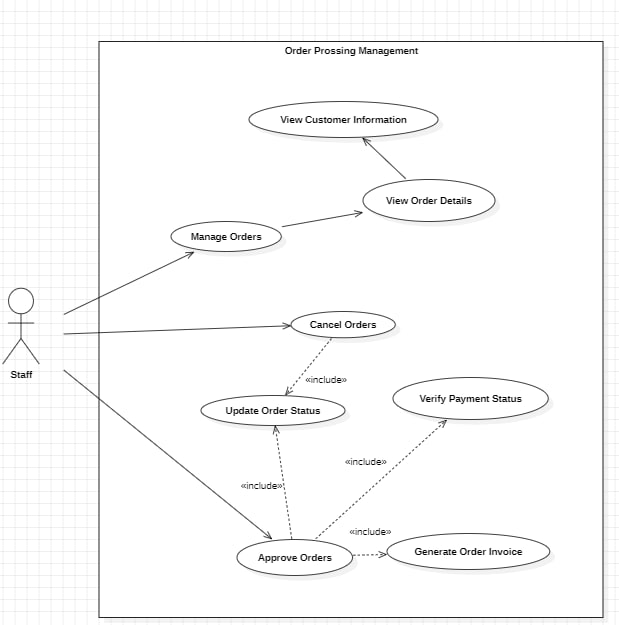 Order Prossing Management
View Customer Information
View Order Details
Manage Orders
Staff
Cancel Orders
«include»
Update Order Status
Verify Payment Status
«include»
«include»
«include»
Approve Orders
Generate Order Invoice